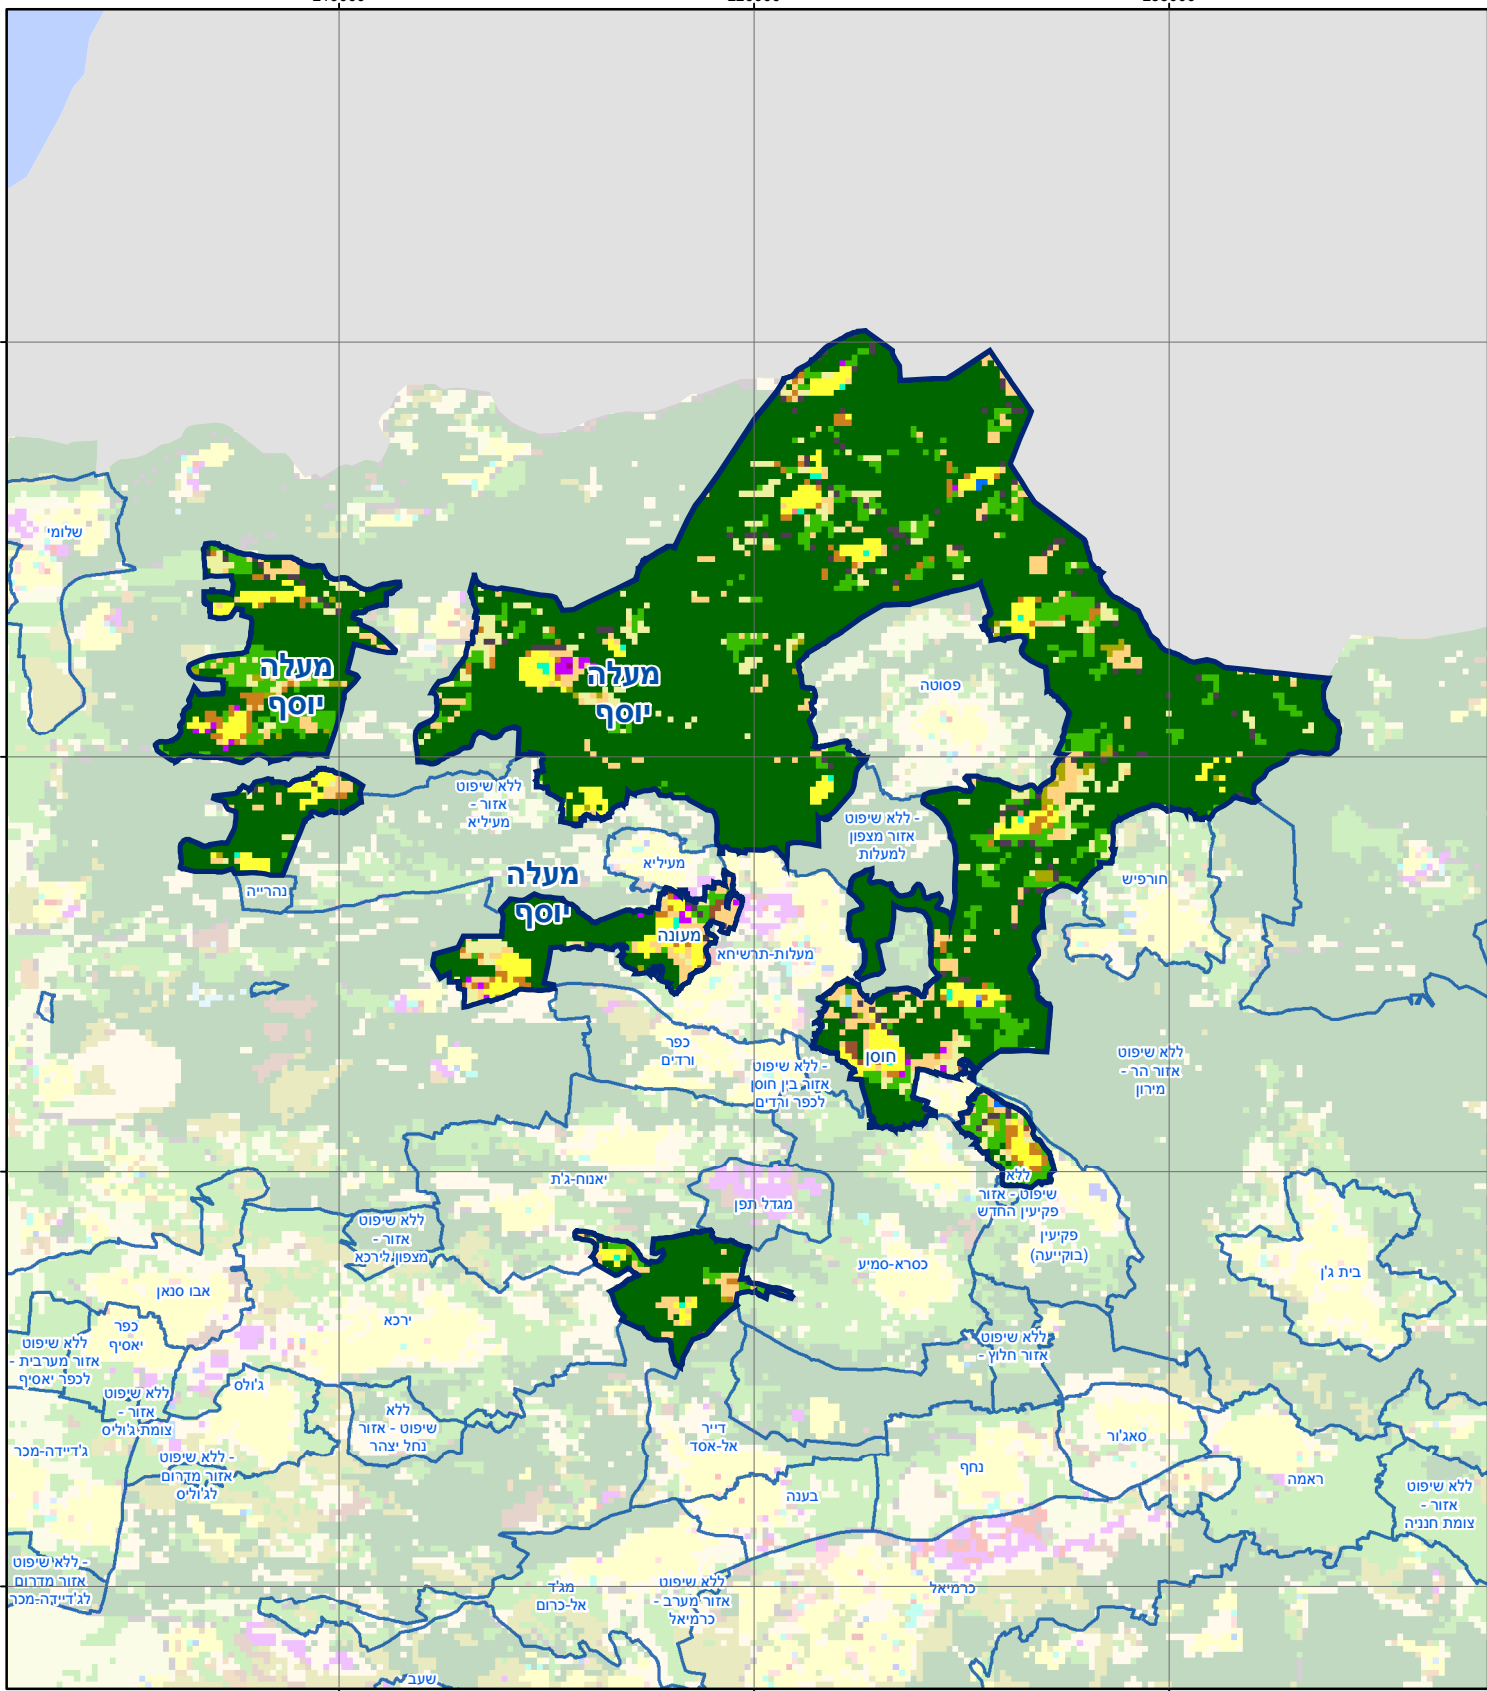 שלומי
מעלה
יוסף
מעלה
יוסף
פסוטה
ללא שיפוט
אזור -
מעיליא
ללא שיפוט -
אזור מצפון
למעלות
מעיליא
מעלה
יוסף
נהרייה
חורפיש
מעונה
מעלות-תרשיחא
כפר
ורדים
חוסן
ללא שיפוט -
אזור בין חוסן
לכפר ורדים
ללא שיפוט
אזור הר -
מירון
יאנוח-ג'ת
מגדל תפן
ללא
שיפוט - אזור
פקיעין החדש
פקיעין
(בוקייעה)
ללא שיפוט
אזור -
מצפון לירכא
כסרא-סמיע
בית ג'ן
אבו סנאן
ירכא
כפר
יאסיף
ללא שיפוט
אזור מערבית -
לכפר יאסיף
ללא שיפוט
אזור חלוץ -
ג'ולס
ללא שיפוט
אזור -
צומת ג'וליס
ללא
שיפוט - אזור
נחל יצהר
דייר
אל-אסד
סאג'ור
ג'דיידה-מכר
ללא שיפוט -
אזור מדרום
לג'וליס
נחף
ראמה
בענה
ללא שיפוט
אזור -
צומת חנניה
ללא שיפוט -
אזור מדרום
לג'דיידה-מכר
מג'ד
אל-כרום
ללא שיפוט
אזור מערב -
כרמיאל
כרמיאל
שעב